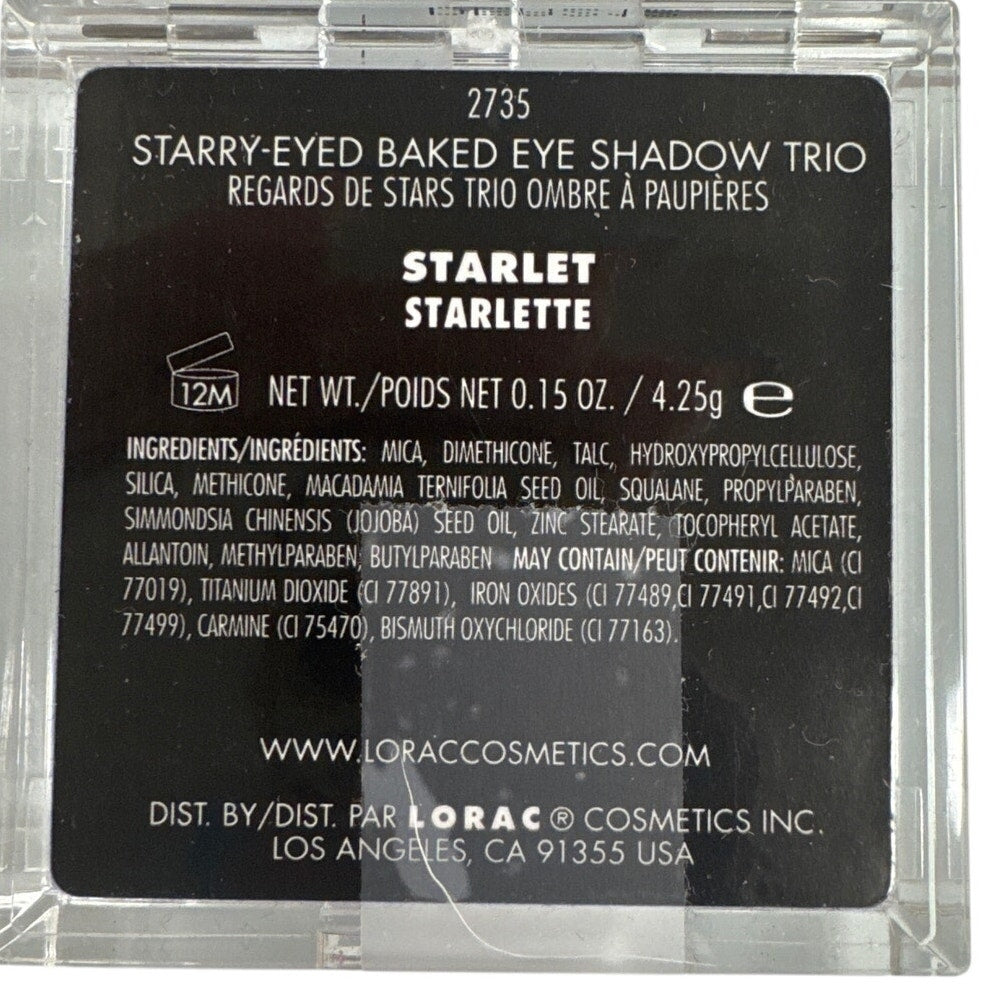 2735
STARRY-EYED BAKED EYE SHADOW TRIO
REGARDS DE STARS TRIO OMBRE À PAUPIÈRES
STARLET
STARLETTE
12M NET WT./POIDS NET 0.15 OZ. / 4.25g e
INGREDIENTS/INGRÉDIENTS: MICA, DIMETHICONE, TALC, HYDROXYPROPYLCELLULOSE,
SILICA, METHICONE, MACADAMIA TERNIFOLIA SEED OIL, SQUALANE, PROPYLPARABEN,
SIMMONDSIA CHINENSIS (JOJOBA) SEED OIL, ZINC STEARATE, TOCOPHERYL ACETATE,
ALLANTOIN, METHYLPARABEN, BUTYLPARABEN MAY CONTAIN/PEUT CONTENIR: MICA (CI
77019), TITANIUM DIOXIDE (CI 77891), IRON OXIDES (CI 77489,CI 77491,CI 77492,CI
77499), CARMINE (CI 75470), BISMUTH OXYCHLORIDE (CI 77163).
WWW.LORACCOSMETICS.COM
DIST. BY/DIST. PAR LORAC ® COSMETICS INC.
LOS ANGELES, CA 91355 USA